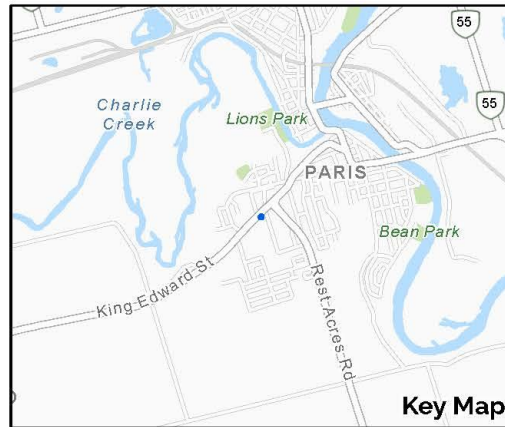 55
55
Charlie
Creek
Lions Park
PARIS
Bean Park
King Edward St
Rest Acres Rd
Key Map